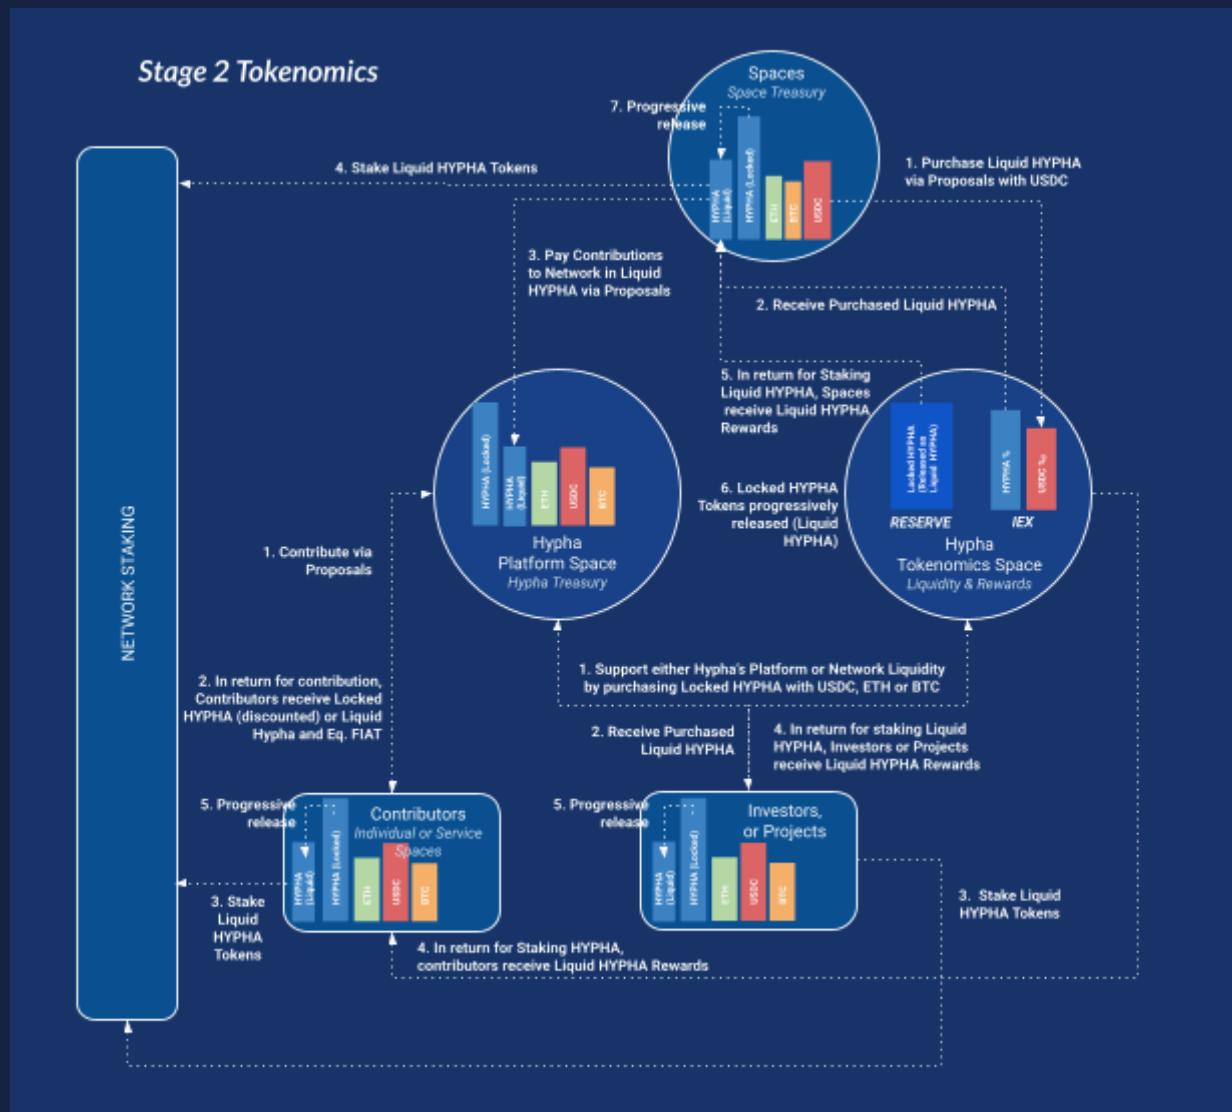 Stage 2 Tokenomics
Spaces
Space Treasury
7. Progressive
release
HYPHA
(Liquid)
HYPHA (Locked)
ETH
BTC
USDC
4. Stake Liquid HYPHA Tokens
1. Purchase Liquid HYPHA
via Proposals with USDC
3. Pay Contributions
to Network in Liquid
HYPHA via Proposals
2. Receive Purchased Liquid HYPHA
5. In return for Staking
Liquid HYPHA, Spaces
receive Liquid HYPHA
Rewards
HYPHA (Locked)
HYPHA
(Liquid)
ETH
USDC
BTC
Hypha
Platform Space
Hypha Treasury
6. Locked HYPHA
Tokens progressively
released (Liquid
HYPHA)
Locked HYPHA
(Released as
Liquid HYPHA)
HYPHA %
USDC %
RESERVE
IEX
Hypha
Tokenomics Space
Liquidity & Rewards
NETWORK STAKING
1. Contribute via
Proposals
2. In return for contribution,
Contributors receive Locked
HYPHA (discounted) or Liquid
Hypha and Eq. FIAT
1. Support either Hypha's Platform or Network Liquidity
by purchasing Locked HYPHA with USDC, ETH or BTC
2. Receive Purchased
Liquid HYPHA
4. In return for staking Liquid
HYPHA, Investors or Projects
receive Liquid HYPHA Rewards
5. Progressive
release
Contributors
Individual or Service
Spaces
HYPHA
(Liquid)
HYPHA (Locked)
ETH
USDC
BTC
5. Progressive
release
Investors,
or Projects
HYPHA
(Liquid)
HYPHA (Locked)
ETH
USDC
BTC
3. Stake
Liquid
HYPHA
Tokens
3. Stake Liquid
HYPHA Tokens
4. In return for Staking HYPHA,
contributors receive Liquid HYPHA Rewards